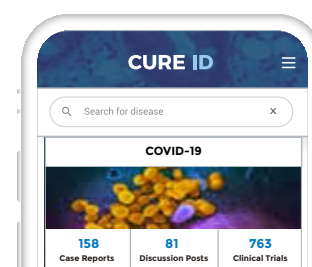 CURE ID
Search for disease x
COVID-19
158 81 763
Case Reports Discussion Posts Clinical Trials